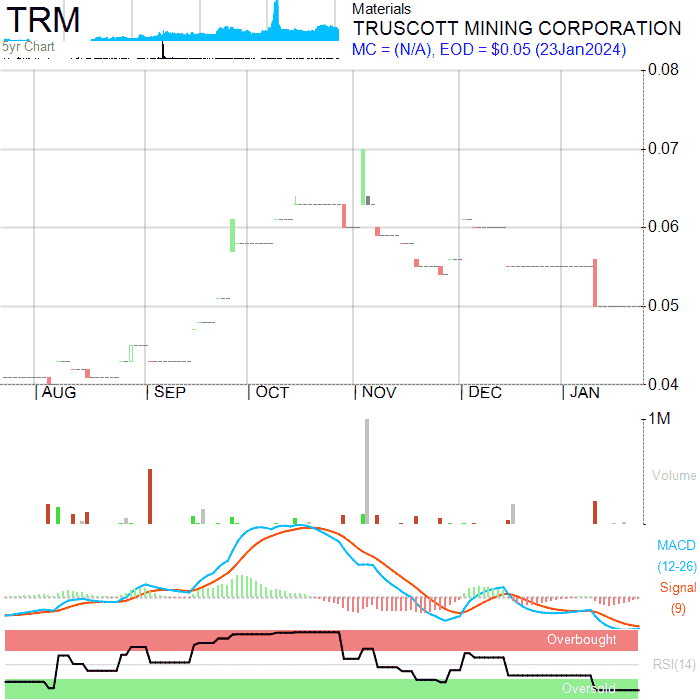 TRM
5yr Chart
Materials
TRUSCOTT MINING CORPORATION
MC = (N/A), EOD = $0.05 (23Jan2024)
0.08
0.07
0.06
0.05
0.04
AUG SEP OCT NOV DEC JAN
1M
Volume
MACD
(12-26)
Signal
(9)
Overbought
RSI(14)
Oversold